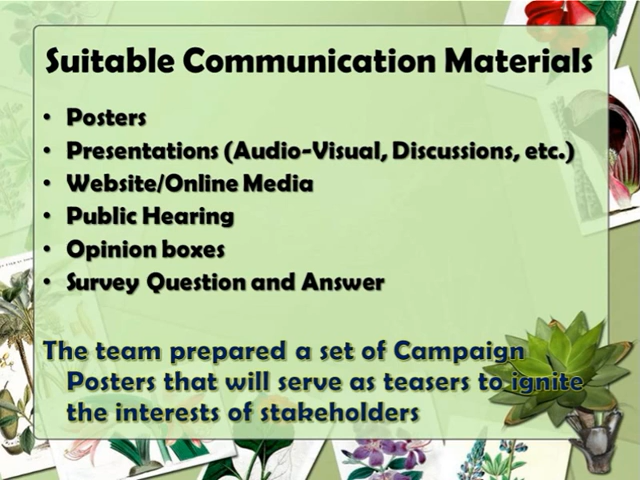 Suitable Communication Materials
• Posters
• Presentations (Audio-Visual, Discussions, etc.)
• Website/Online Media
• Public Hearing
• Opinion boxes
• Survey Question and Answer
The team prepared a set of Campaign
Posters that will serve as teasers to ignite
the interests of stakeholders